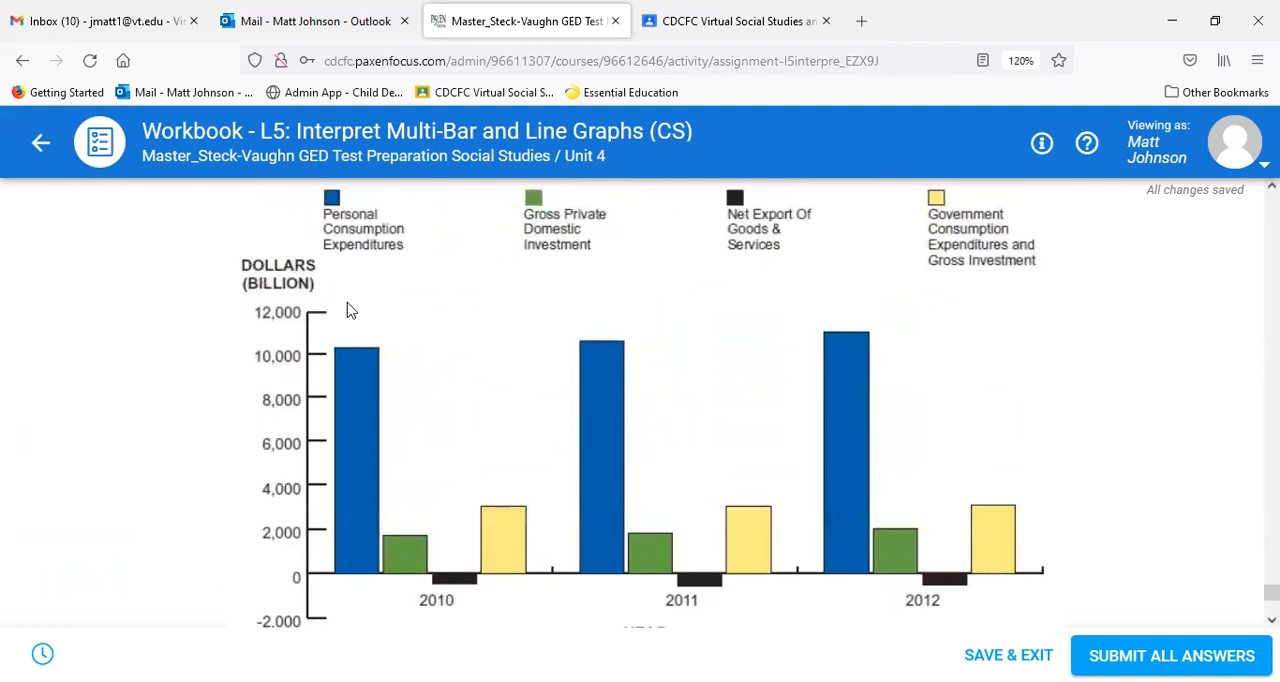 Inbox (10) - jmatt1@vt.edu - Vir
Mail - Matt Johnson - Outlook
PAXEN
Master_Steck-Vaughn GED Test
CDCFC Virtual Social Studies an
cdcfc.paxenfocus.com/admin/96611307/courses/96612646/activity/assignment-l5interpre_EZX9J
120%
Getting Started
Mail - Matt Johnson - ...
Admin App - Child De...
CDCFC Virtual Social S...
Essential Education
Other Bookmarks
Workbook - L5: Interpret Multi-Bar and Line Graphs (CS)
Master_Steck-Vaughn GED Test Preparation Social Studies / Unit 4
Viewing as:
Matt
Johnson
All changes saved
Personal
Consumption
Expenditures
Gross Private
Domestic
Investment
Net Export Of
Goods &
Services
Government
Consumption
Expenditures and
Gross Investment
DOLLARS
(BILLION)
12,000
10,000
8,000
6,000
4,000
2,000
0
-2,000
2010
2011
2012
SAVE & EXIT
SUBMIT ALL ANSWERS